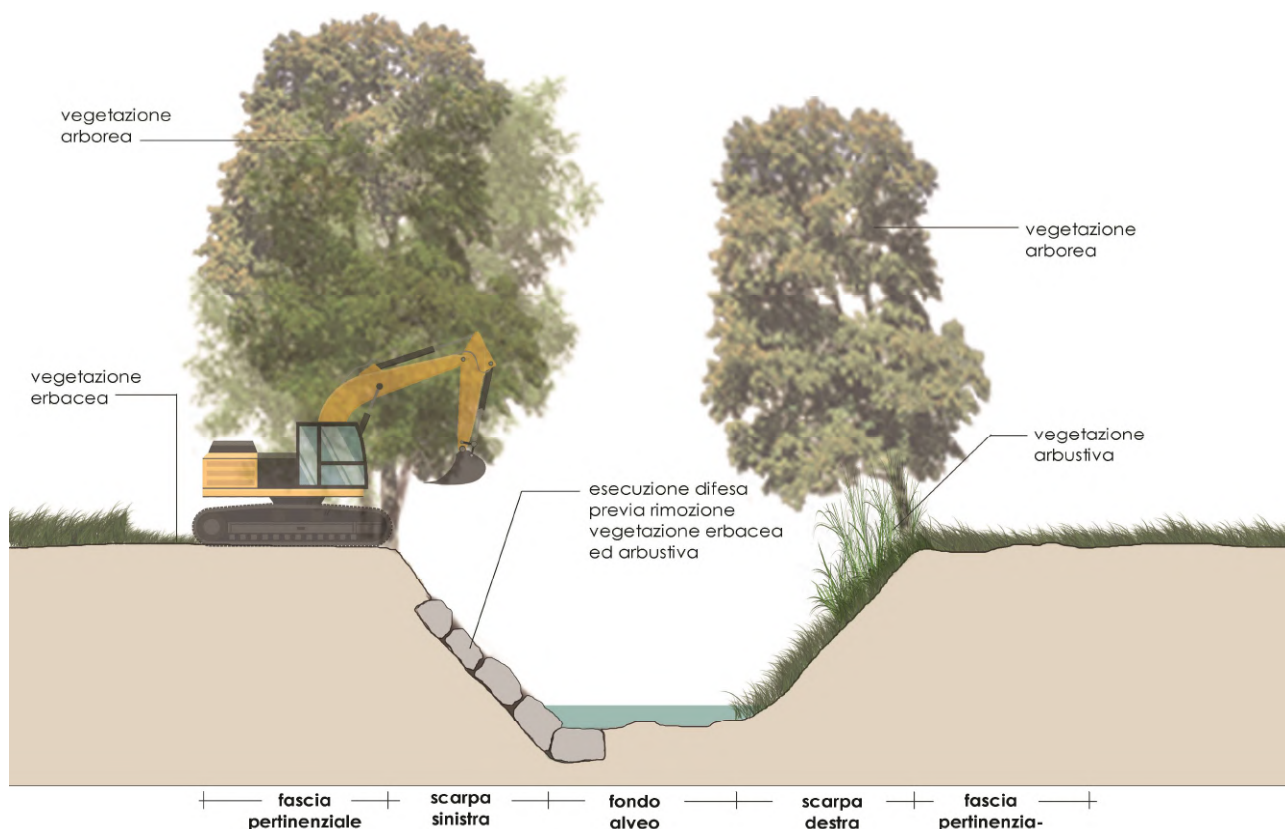 vegetazione
arborea
vegetazione
arborea
vegetazione
erbacea
vegetazione
arbustiva
esecuzione difesa
previa rimozione
vegetazione erbacea
ed arbustiva
fascia
pertinenziale
scarpa
sinistra
fondo
alveo
scarpa
destra
fascia
pertinenzia-